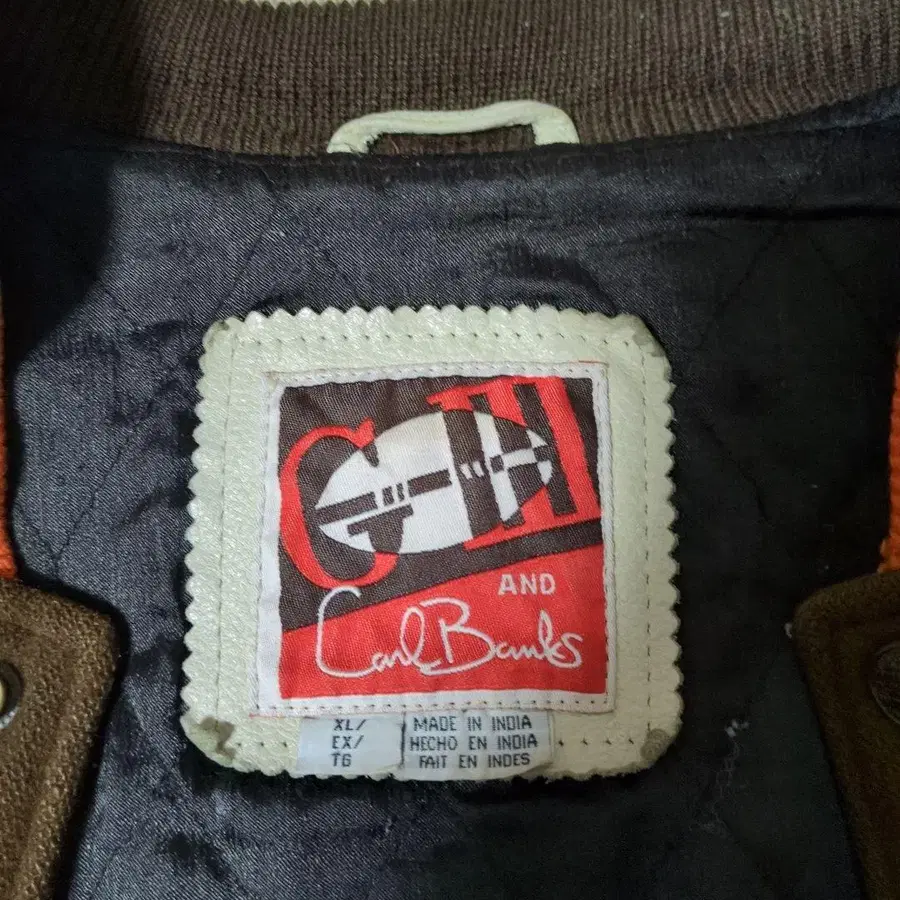 G-III
AND
Carl Banks
XL/
EX/
TG
MADE IN INDIA
HECHO EN INDIA
FAIT EN INDES